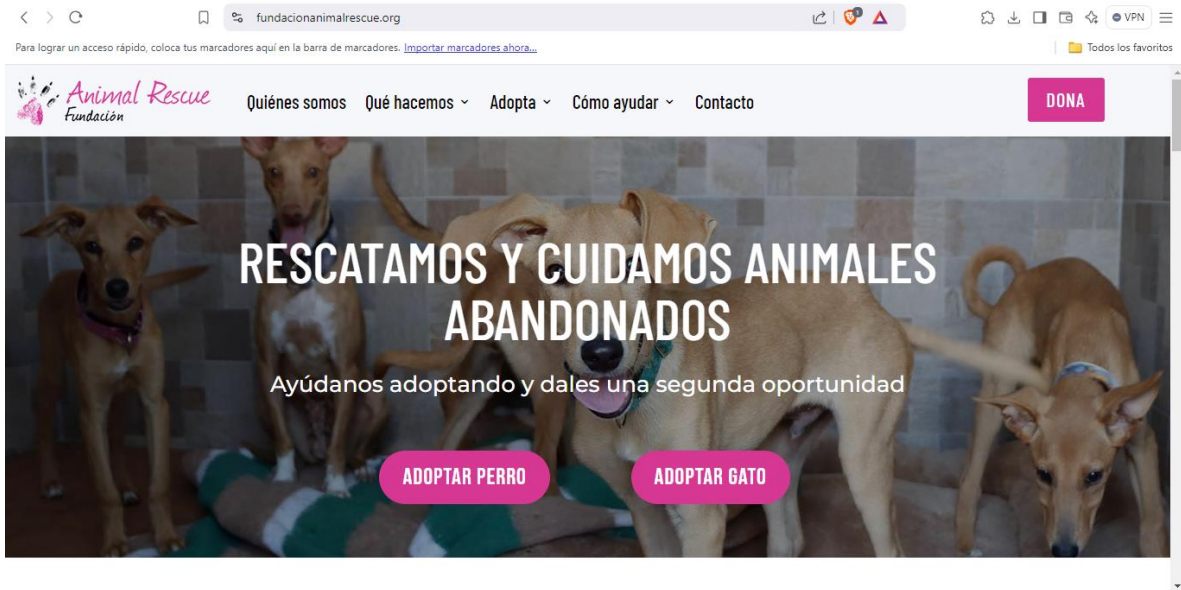 fundacionanimalrescue.org
1
VPN
Para lograr un acceso rápido, coloca tus marcadores aquí en la barra de marcadores. Importar marcadores ahora...
Todos los favoritos
Animal Rescue
Fundación
Quiénes somos Qué hacemos Adopta Cómo ayudar Contacto
DONA
RESCATAMOS Y CUIDAMOS ANIMALES
ABANDONADOS
Ayúdanos adoptando y dales una segunda oportunidad
ADOPTAR PERRO ADOPTAR GATO